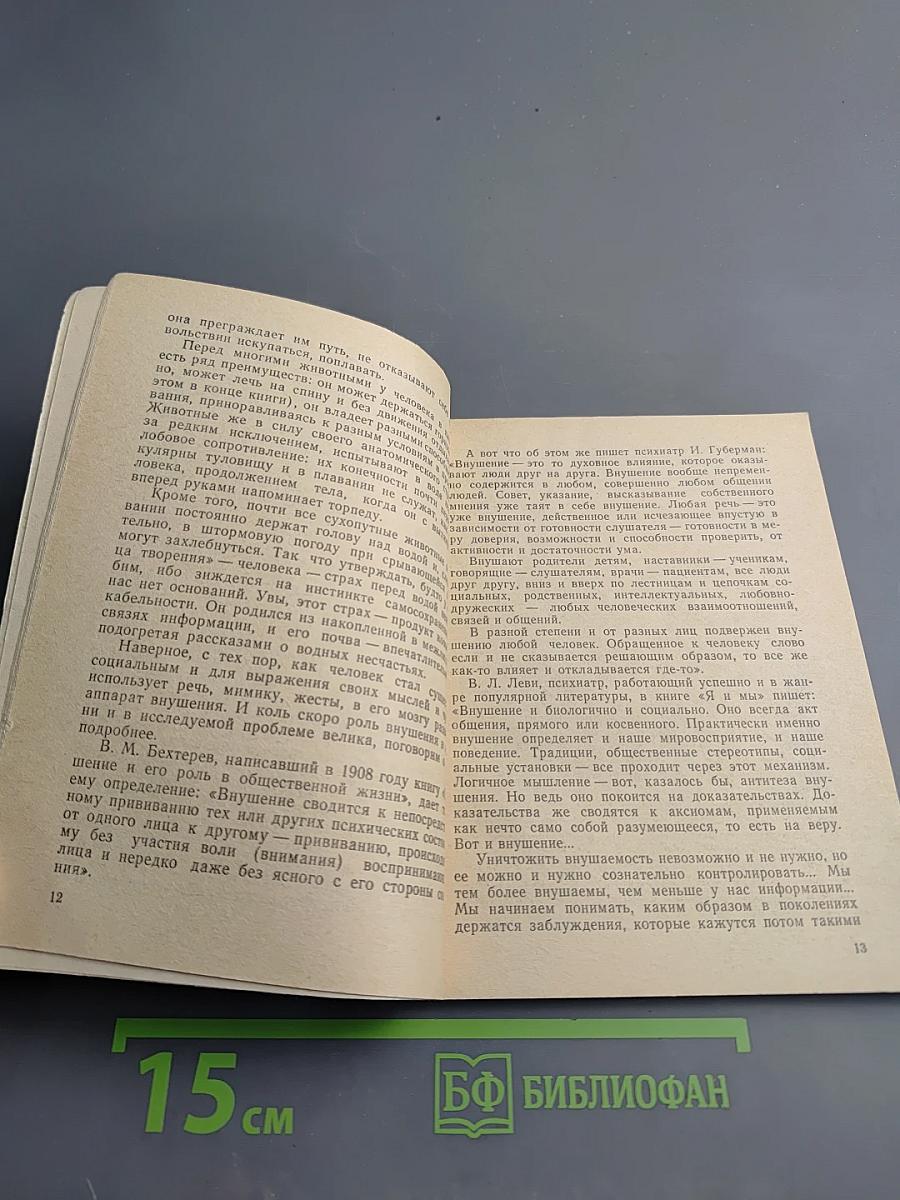 она преграждает им путь, не отказывают
вольствии искупаться, поплавать.
Перед многими животными у человека в
есть ряд преимуществ: он может держаться
но, может лечь на спину и без движения
этом в конце книги), он владеет разными
вания, приноравливаясь к разным условиям
Животные же в силу своего анатомического
за редким исключением, испытывают в воде
лобовое сопротивление: их конечности почти
кулярны туловищу и в плавании не служат,
ловека, продолжением тела, когда он с
вперед руками напоминает торпеду.
Кроме того, почти все сухопутные животные
вании постоянно держат голову над водой и,
тельно, в штормовую погоду при срывающейся
могут захлебнуться. Так что утверждать, будто
ца творения» — человека — страх перед водой
бим, ибо зиждется на инстинкте
нас нет оснований. Увы, этот страх — продукт
кабельности. Он родился из накопленной в
связях информации, и его почва —
подогретая рассказами о водных несчастьях.
Наверное, с тех пор, как человек стал
социальным и для выражения своих мыслей и
использует речь, мимику, жесты, в его мозгу
аппарат внушения. И коль скоро роль внушения в
ни и в исследуемой проблеме велика, поговорим о
подробнее.
В. М. Бехтерев, написавший в 1908 году книгу
шение и его роль в общественной жизни», дает
ему определение: «Внушение сводится к
ному прививанию тех или других психических
от одного лица к другому — прививанию,
му без участия воли (внимания)
лица и нередко даже без ясного с его стороны
ния».
12
А вот что об этом же пишет психиатр И. Губерман:
«Внушение — это то духовное влияние, которое оказы-
вают люди друг на друга. Внушение вообще непремен-
но содержится в любом, совершенно любом общении
людей. Совет, указание, высказывание собственного
мнения уже таят в себе внушение. Любая речь — это
уже внушение, действенное или исчезающее впустую в
зависимости от готовности слушателя — готовности в ме-
ру доверия, возможности и способности проверить, от
активности и достаточности ума.
Внушают родители детям, наставники — ученикам,
говорящие — слушателям, врачи — пациентам, все люди
друг другу, вниз и вверх по лестницам и цепочкам со-
циальных, родственных, интеллектуальных, любовно-
дружеских — любых человеческих взаимоотношений,
связей и общений.
В разной степени и от разных лиц подвержен вну-
шению любой человек. Обращенное к человеку слово
если и не сказывается решающим образом, то все же
как-то влияет и откладывается где-то».
В. Л. Леви, психиатр, работающий успешно и в жан-
ре популярной литературы, в книге «Я и мы» пишет:
«Внушение и биологично и социально. Оно всегда акт
общения, прямого или косвенного. Практически именно
внушение определяет и наше мировосприятие, и наше
поведение. Традиции, общественные стереотипы, соци-
альные установки — все проходит через этот механизм.
Логичное мышление — вот, казалось бы, антитеза вну-
шения. Но ведь оно покоится на доказательствах. До-
казательства же сводятся к аксиомам, применяемым
как нечто само собой разумеющееся, то есть на веру.
Вот и внушение...
Уничтожить внушаемость невозможно и не нужно, но
ее можно и нужно сознательно контролировать... Мы
тем более внушаемы, чем меньше у нас информации...
Мы начинаем понимать, каким образом в поколениях
держатся заблуждения, которые кажутся потом такими
13
15 см
БФ БИБЛИОФАН